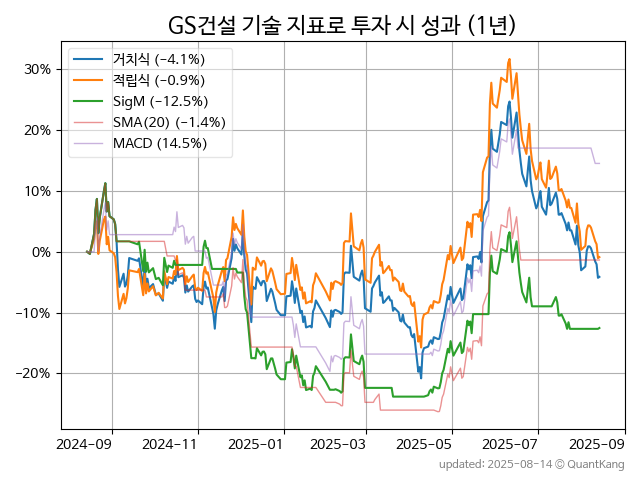 GS건설 기술 지표로 투자 시 성과 (1년)
거치식 (−4.1%)
적립식 (−0.9%)
SigM (−12.5%)
SMA(20) (−1.4%)
MACD (14.5%)
30%
20%
10%
0%
−10%
−20%
2024-09 2024-11 2025-01 2025-03 2025-05 2025-07 2025-09
updated: 2025-08-14 © QuantKang